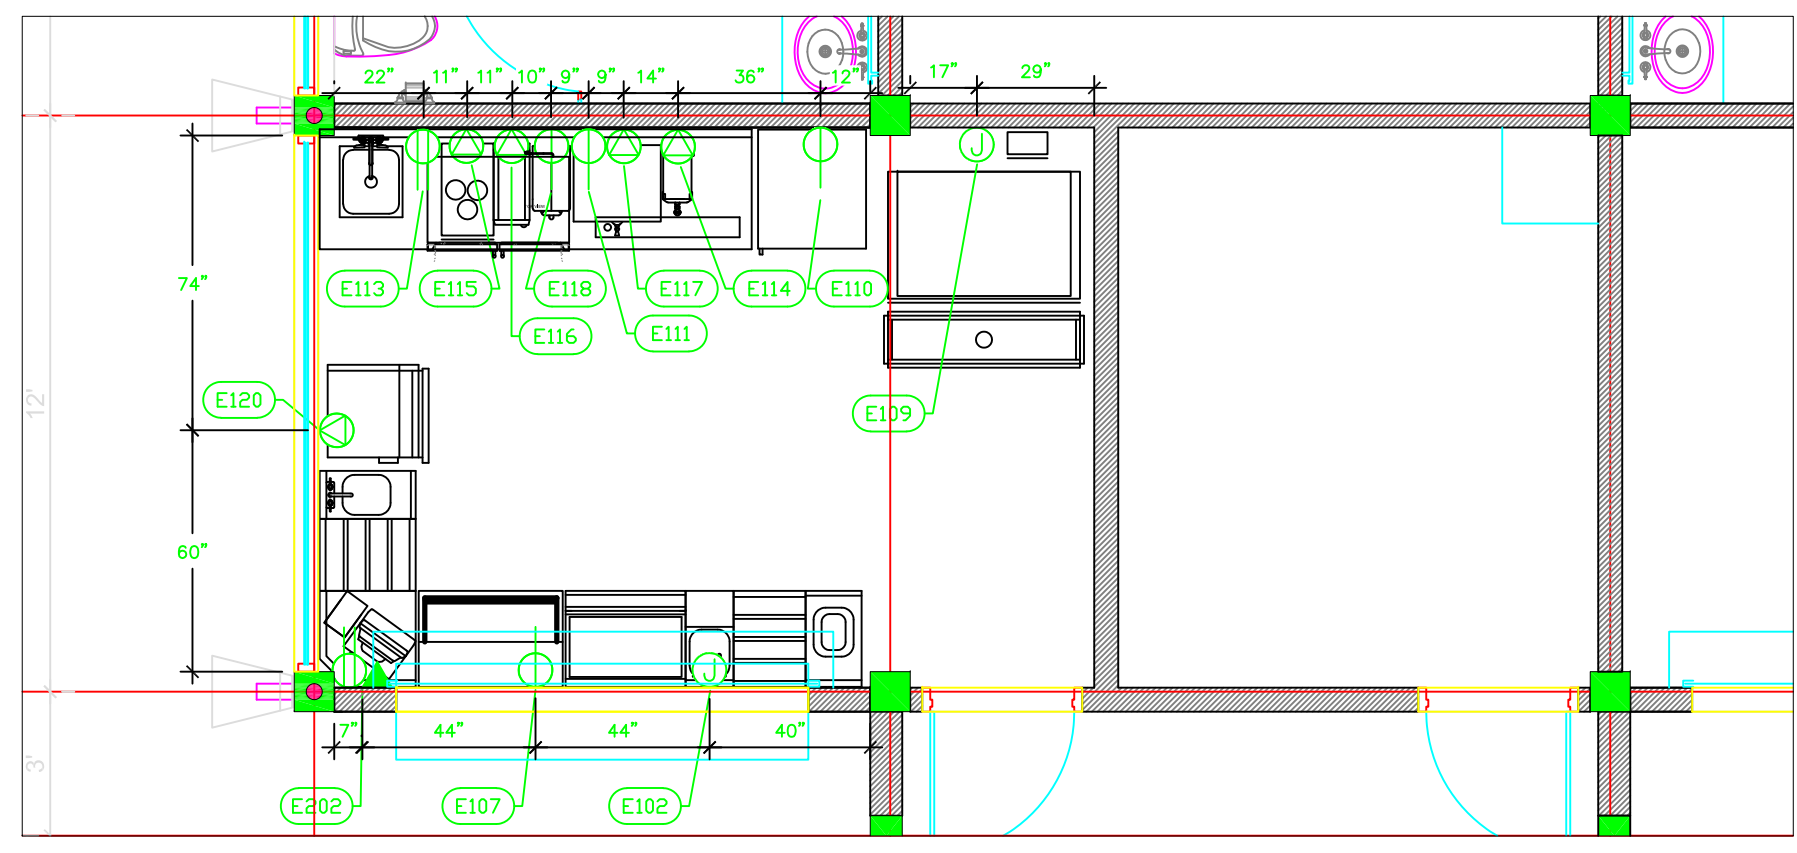 22” 11” 11” 10” 9” 9” 14” 36” 12” 17” 29”
J
74”
E113 E115 E118 E117 E114 E110
E116 E111
12'
E120
E109
60”
J
7” 44” 44” 40”
3'
E202 E107 E102